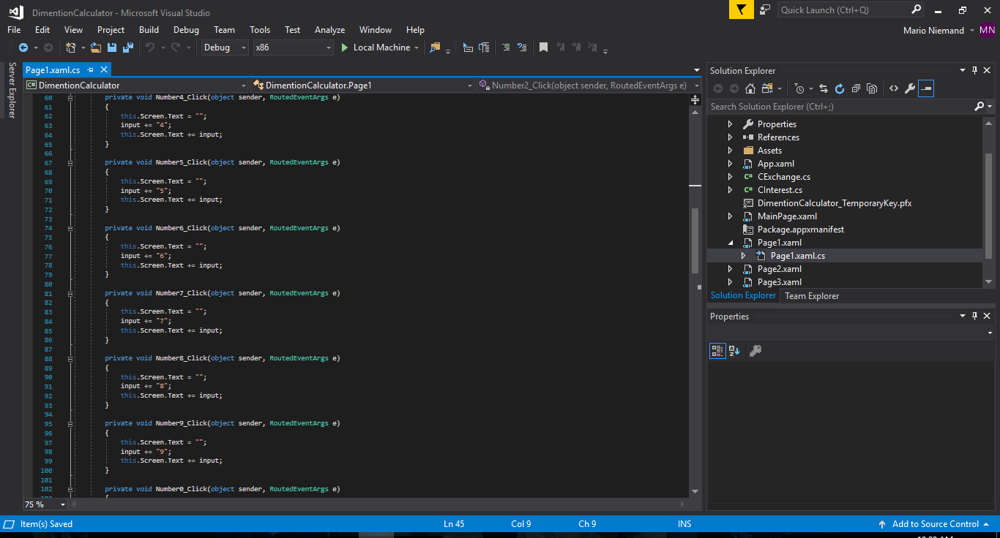 DimentionCalculator - Microsoft Visual Studio
Quick Launch (Ctrl+Q)
File Edit View Project Build Debug Team Tools Test Analyze Window Help
Mario Niemand MN
Debug x86 Local Machine
Server Explorer
Page1.xaml.cs
C# DimentionCalculator DimentionCalculator.Page1 Number2_Click(object sender, RoutedEventArgs e)
60 private void Number4_Click(object sender, RoutedEventArgs e)
61 {
62 this.Screen.Text = "";
63 input += "4";
64 this.Screen.Text += input;
65 }
66
67 private void Number5_Click(object sender, RoutedEventArgs e)
68 {
69 this.Screen.Text = "";
70 input += "5";
71 this.Screen.Text += input;
72 }
73
74 private void Number6_Click(object sender, RoutedEventArgs e)
75 {
76 this.Screen.Text = "";
77 input += "6";
78 this.Screen.Text += input;
79 }
80
81 private void Number7_Click(object sender, RoutedEventArgs e)
82 {
83 this.Screen.Text = "";
84 input += "7";
85 this.Screen.Text += input;
86 }
87
88 private void Number8_Click(object sender, RoutedEventArgs e)
89 {
90 this.Screen.Text = "";
91 input += "8";
92 this.Screen.Text += input;
93 }
94
95 private void Number9_Click(object sender, RoutedEventArgs e)
96 {
97 this.Screen.Text = "";
98 input += "9";
99 this.Screen.Text += input;
100 }
101
102 private void Number0_Click(object sender, RoutedEventArgs e)
75 %
Solution Explorer
Search Solution Explorer (Ctrl+;)
Properties
References
Assets
App.xaml
C# CExchange.cs
C# CInterest.cs
DimentionCalculator_TemporaryKey.pfx
MainPage.xaml
Package.appxmanifest
Page1.xaml
Page1.xaml.cs
Page2.xaml
Page3.xaml
Solution Explorer Team Explorer
Properties
Item(s) Saved Ln 45 Col 9 Ch 9 INS Add to Source Control